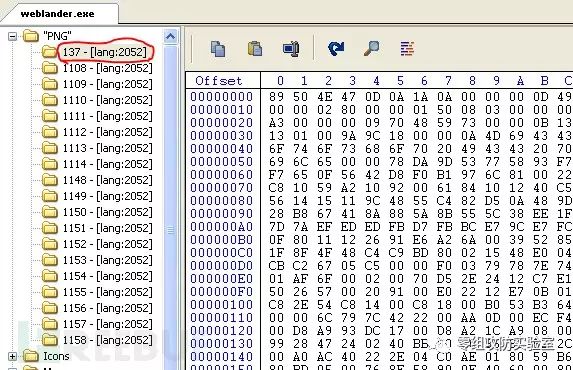 weblander.exe
"PNG"
137 - [lang:2052]
1108 - [lang:2052]
1109 - [lang:2052]
1110 - [lang:2052]
1111 - [lang:2052]
1112 - [lang:2052]
1113 - [lang:2052]
1114 - [lang:2052]
1148 - [lang:2052]
1149 - [lang:2052]
1150 - [lang:2052]
1151 - [lang:2052]
1152 - [lang:2052]
1153 - [lang:2052]
1154 - [lang:2052]
1155 - [lang:2052]
1156 - [lang:2052]
1157 - [lang:2052]
1158 - [lang:2052]
Icons
Offset 0 1 2 3 4 5 6 7 8 9 A B C
00000000 89 50 4E 47 0D 0A 1A 0A 00 00 00 0D 49
00000010 00 00 02 80 00 00 01 50 08 03 00 00 0D
00000020 A3 00 00 00 09 70 48 59 73 00 00 0B 13
00000030 13 01 00 9A 9C 18 00 00 0A 4D 69 43 43
00000040 6F 74 6F 73 68 6F 70 20 49 43 43 20 70
00000050 69 6C 65 00 00 78 DA 9D 53 77 58 93 F7
00000060 F7 65 0F 56 42 D8 F0 B1 97 6C 81 00 22
00000070 C8 10 59 A2 10 92 00 61 84 10 12 40 C5
00000080 56 14 15 11 9C 48 55 C4 82 D5 0A 48 9D
00000090 28 B8 67 41 8A 88 5A 8B 55 5C 38 EE 1F
000000A0 7D 7A EF ED ED FB D7 FB BC E7 9C E7 FC
000000B0 0F 80 11 12 26 91 E6 A2 6A 00 39 52 85
000000C0 1F 8F 4F 48 C4 C9 BD 80 02 15 48 E0 04
000000D0 CB C2 67 05 C5 00 00 F0 03 79 78 7E 74
000000E0 01 AF 6F 00 02 00 70 D5 2E 24 12 C7 E1
000000F0 50 26 57 00 20 91 00 E0 22 12 E7 0B 01
00000100 C8 2E 54 C8 14 00 C8 18 00 B0 53 B3 64
00000110 00 00 6C 79 7C 42 22 00 AA 0D 00 EC F4
00000120 00 D8 A9 93 DC 17 00 D8 A2 1C A9 08 00
00000130 99 28 47 24 02 40
00000140 00 A0 AC 40 22 2E 04 C0 AE 01 80 59 B6
零组攻防实验室